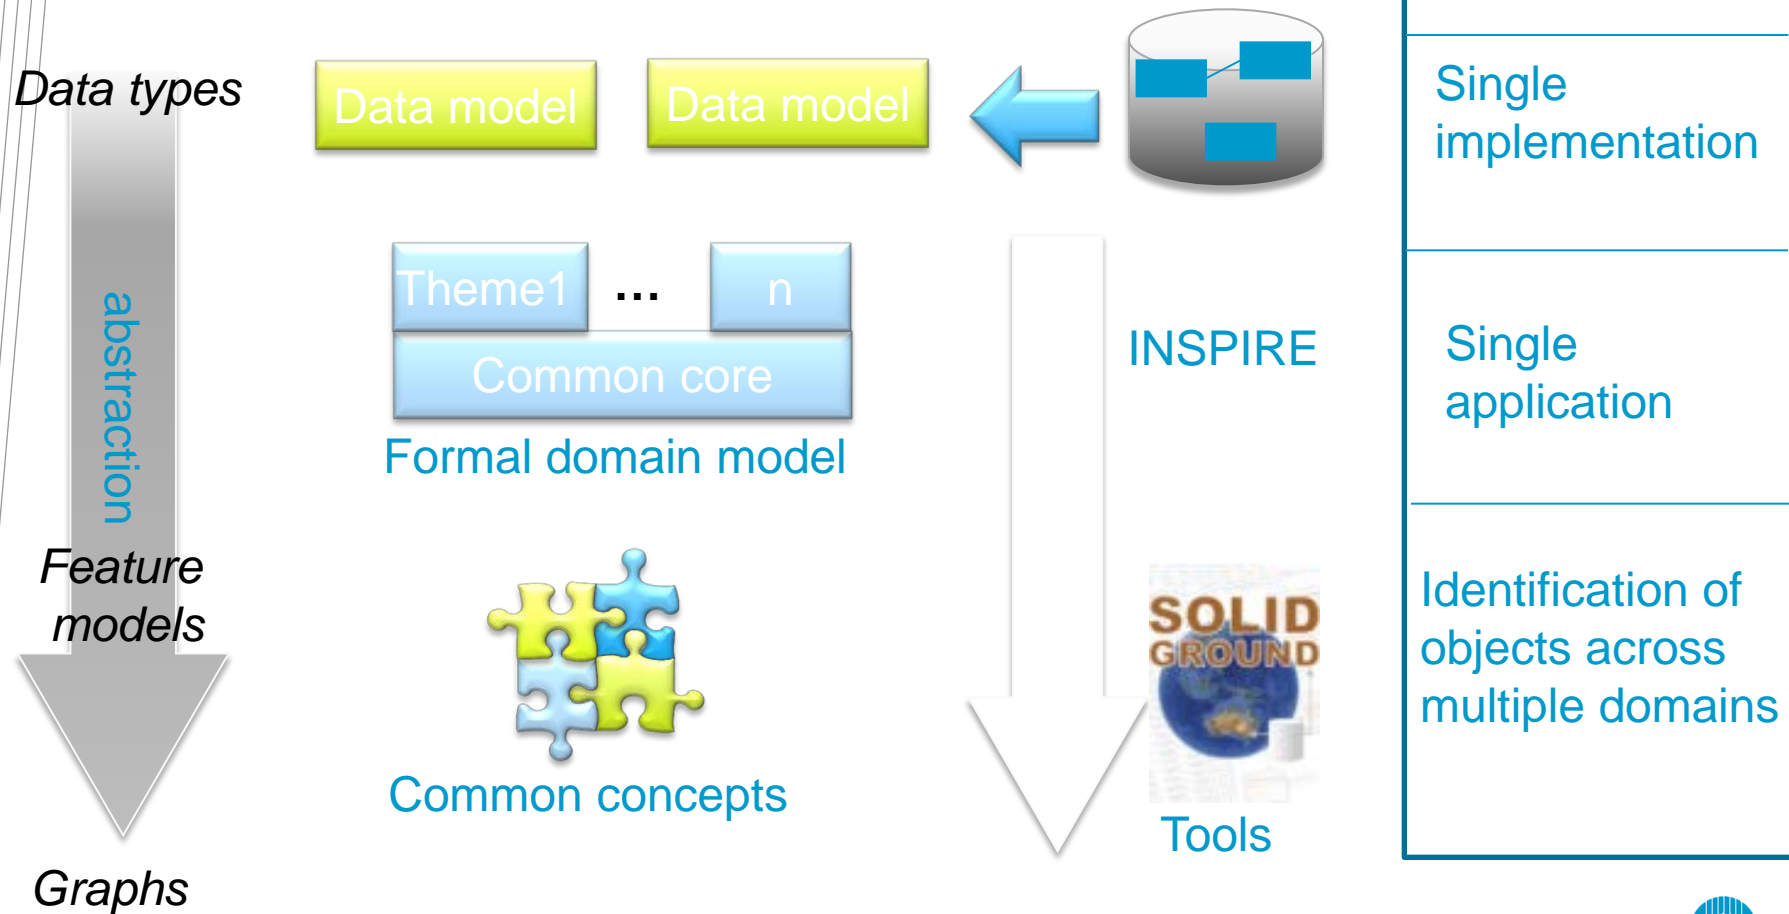 Data types
Data model
Data model
Single
implementation
Theme1
...
n
Common core
Formal domain model
INSPIRE
Single
application
abstraction
Feature
models
Common concepts
SOLID
GROUND
Tools
Identification of
objects across
multiple domains
Graphs